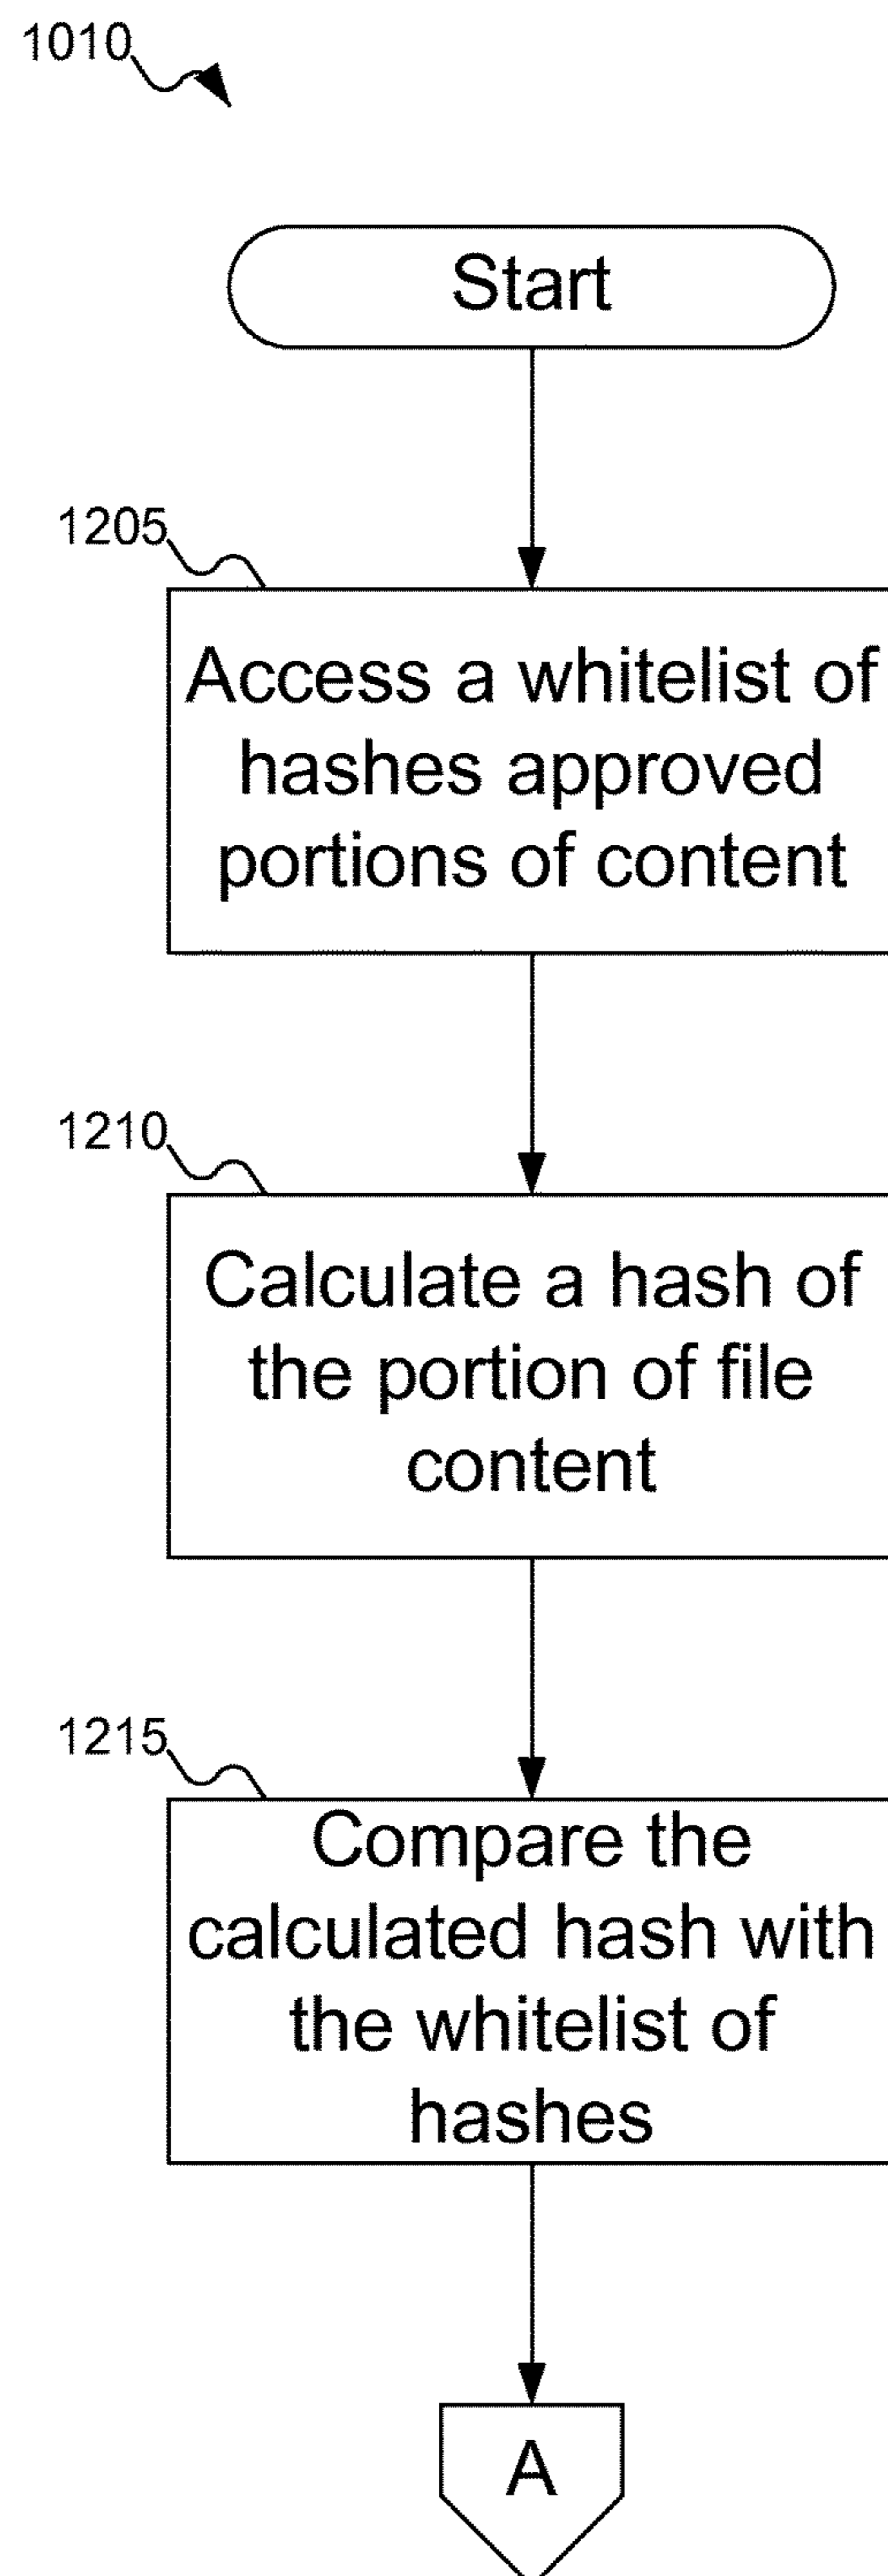 1010
Start
1205
Access a whitelist of
hashes approved
portions of content
1210
Calculate a hash of
the portion of file
content
1215
Compare the
calculated hash with
the whitelist of
hashes
A